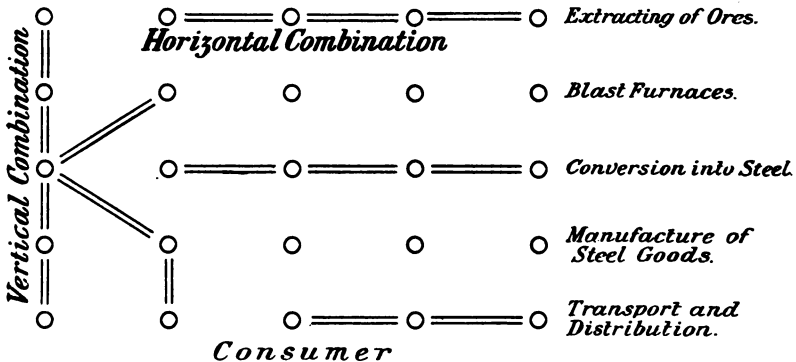 Extracting of Ores.
Horizontal Combination
Vertical Combination
Blast Furnaces.
Conversion into Steel.
Manufacture of
Steel Goods.
Transport and
Distribution.
Consumer